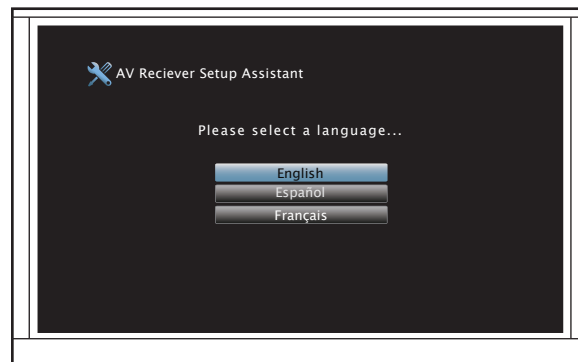 AV Reciever Setup Assistant
Please select a language...
English
Español
Français